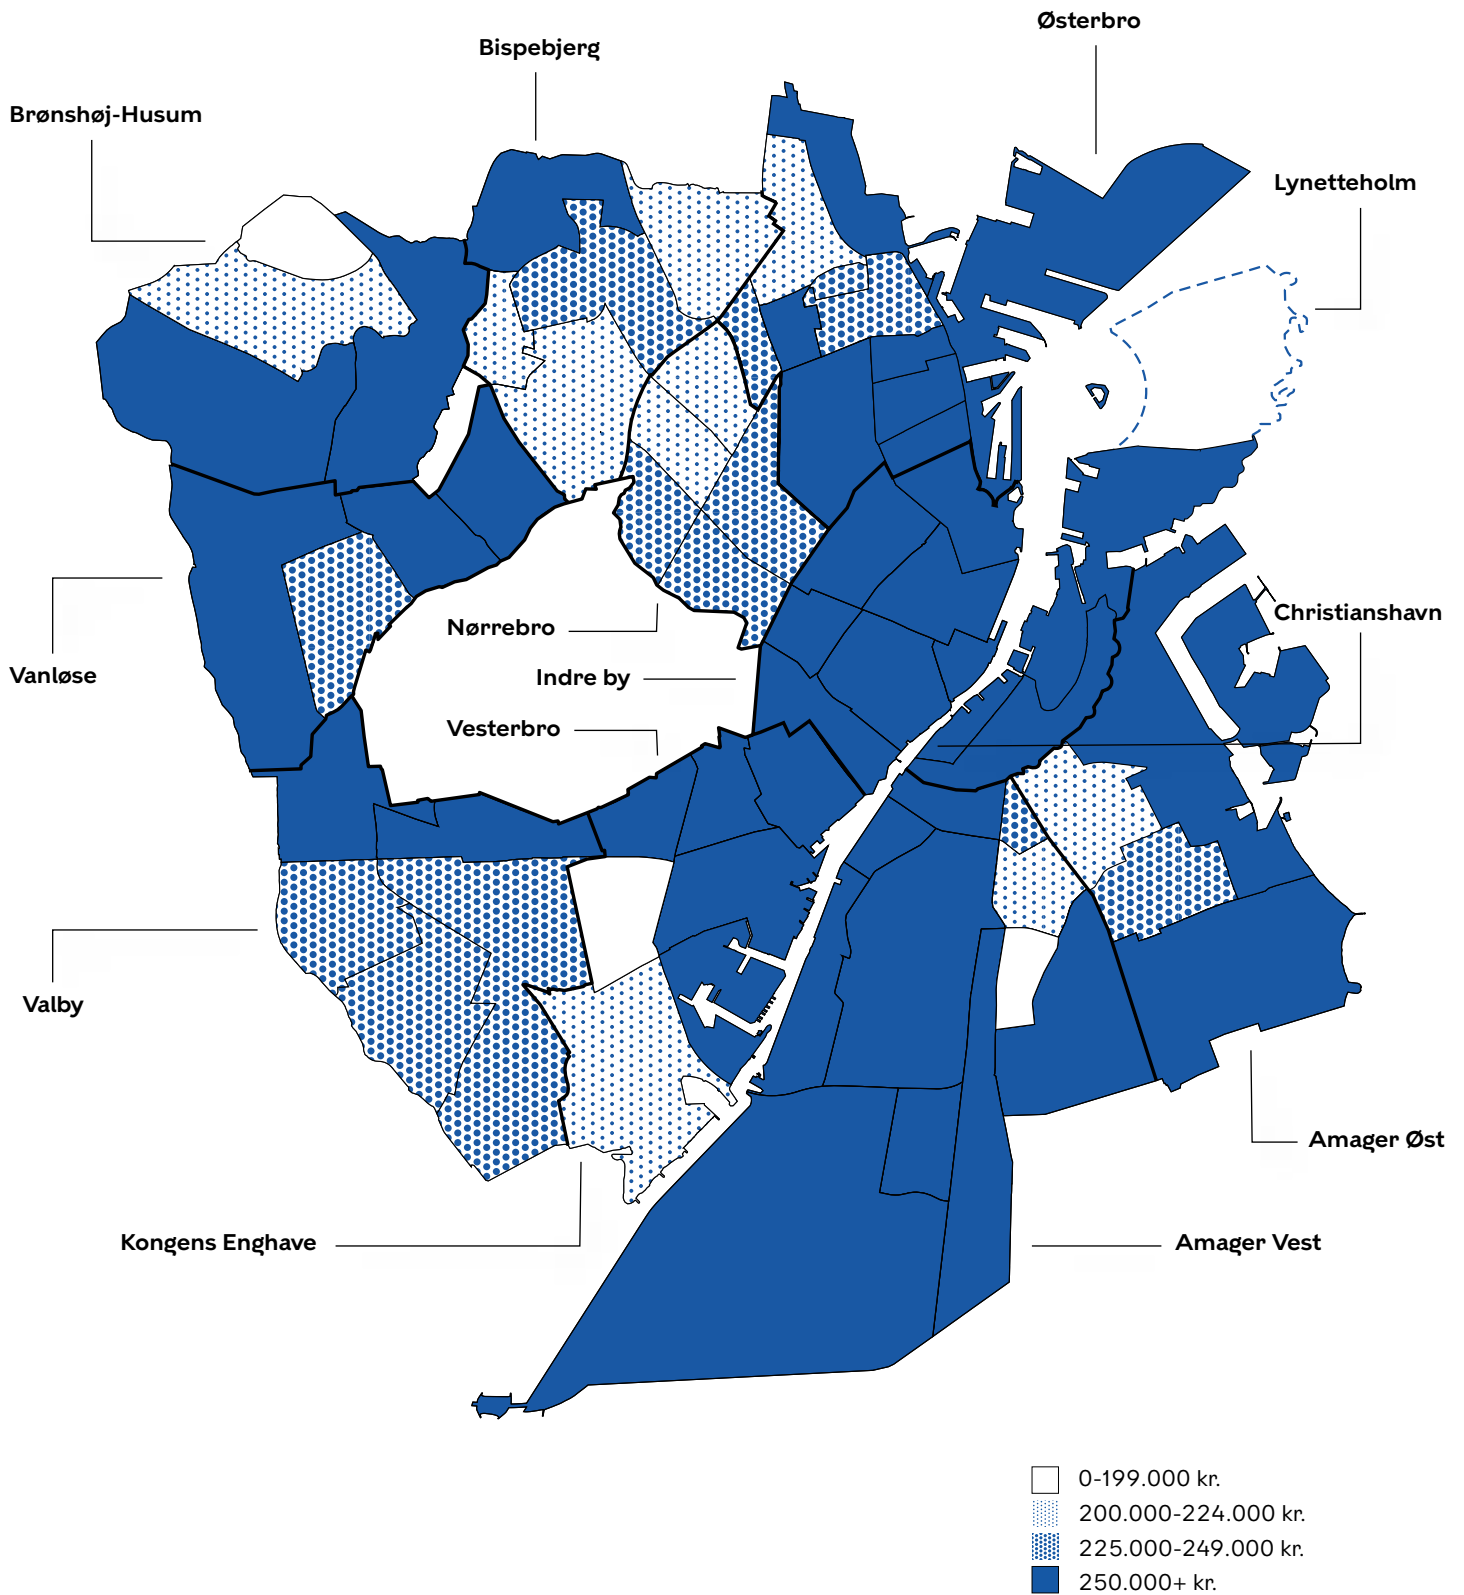 Østerbro
Bispebjerg
Brønshøj-Husum
Lynetteholm
Christianshavn
Nørrebro
Vanløse
Indre by
Vesterbro
Valby
Amager Øst
Kongens Enghave
Amager Vest
0-199.000 kr.
200.000-224.000 kr.
225.000-249.000 kr.
250.000+ kr.